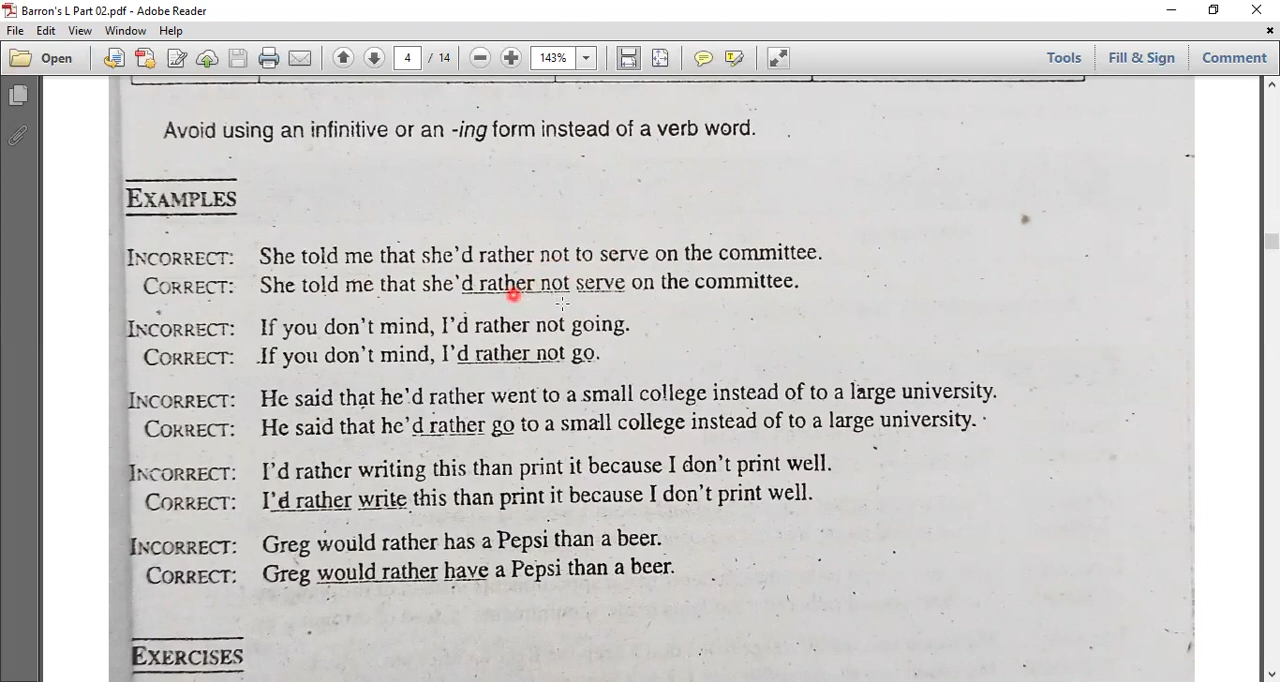 Barron's L Part 02.pdf - Adobe Reader
File Edit View Window Help
Open 4 / 14 143% Tools Fill & Sign Comment
Avoid using an infinitive or an -ing form instead of a verb word.
EXAMPLES
INCORRECT: She told me that she'd rather not to serve on the committee.
CORRECT: She told me that she'd rather not serve on the committee.
INCORRECT: If you don't mind, I'd rather not going.
CORRECT: If you don't mind, I'd rather not go.
INCORRECT: He said that he'd rather went to a small college instead of to a large university.
CORRECT: He said that he'd rather go to a small college instead of to a large university.
INCORRECT: I'd rather writing this than print it because I don't print well.
CORRECT: I'd rather write this than print it because I don't print well.
INCORRECT: Greg would rather has a Pepsi than a beer.
CORRECT: Greg would rather have a Pepsi than a beer.
EXERCISES